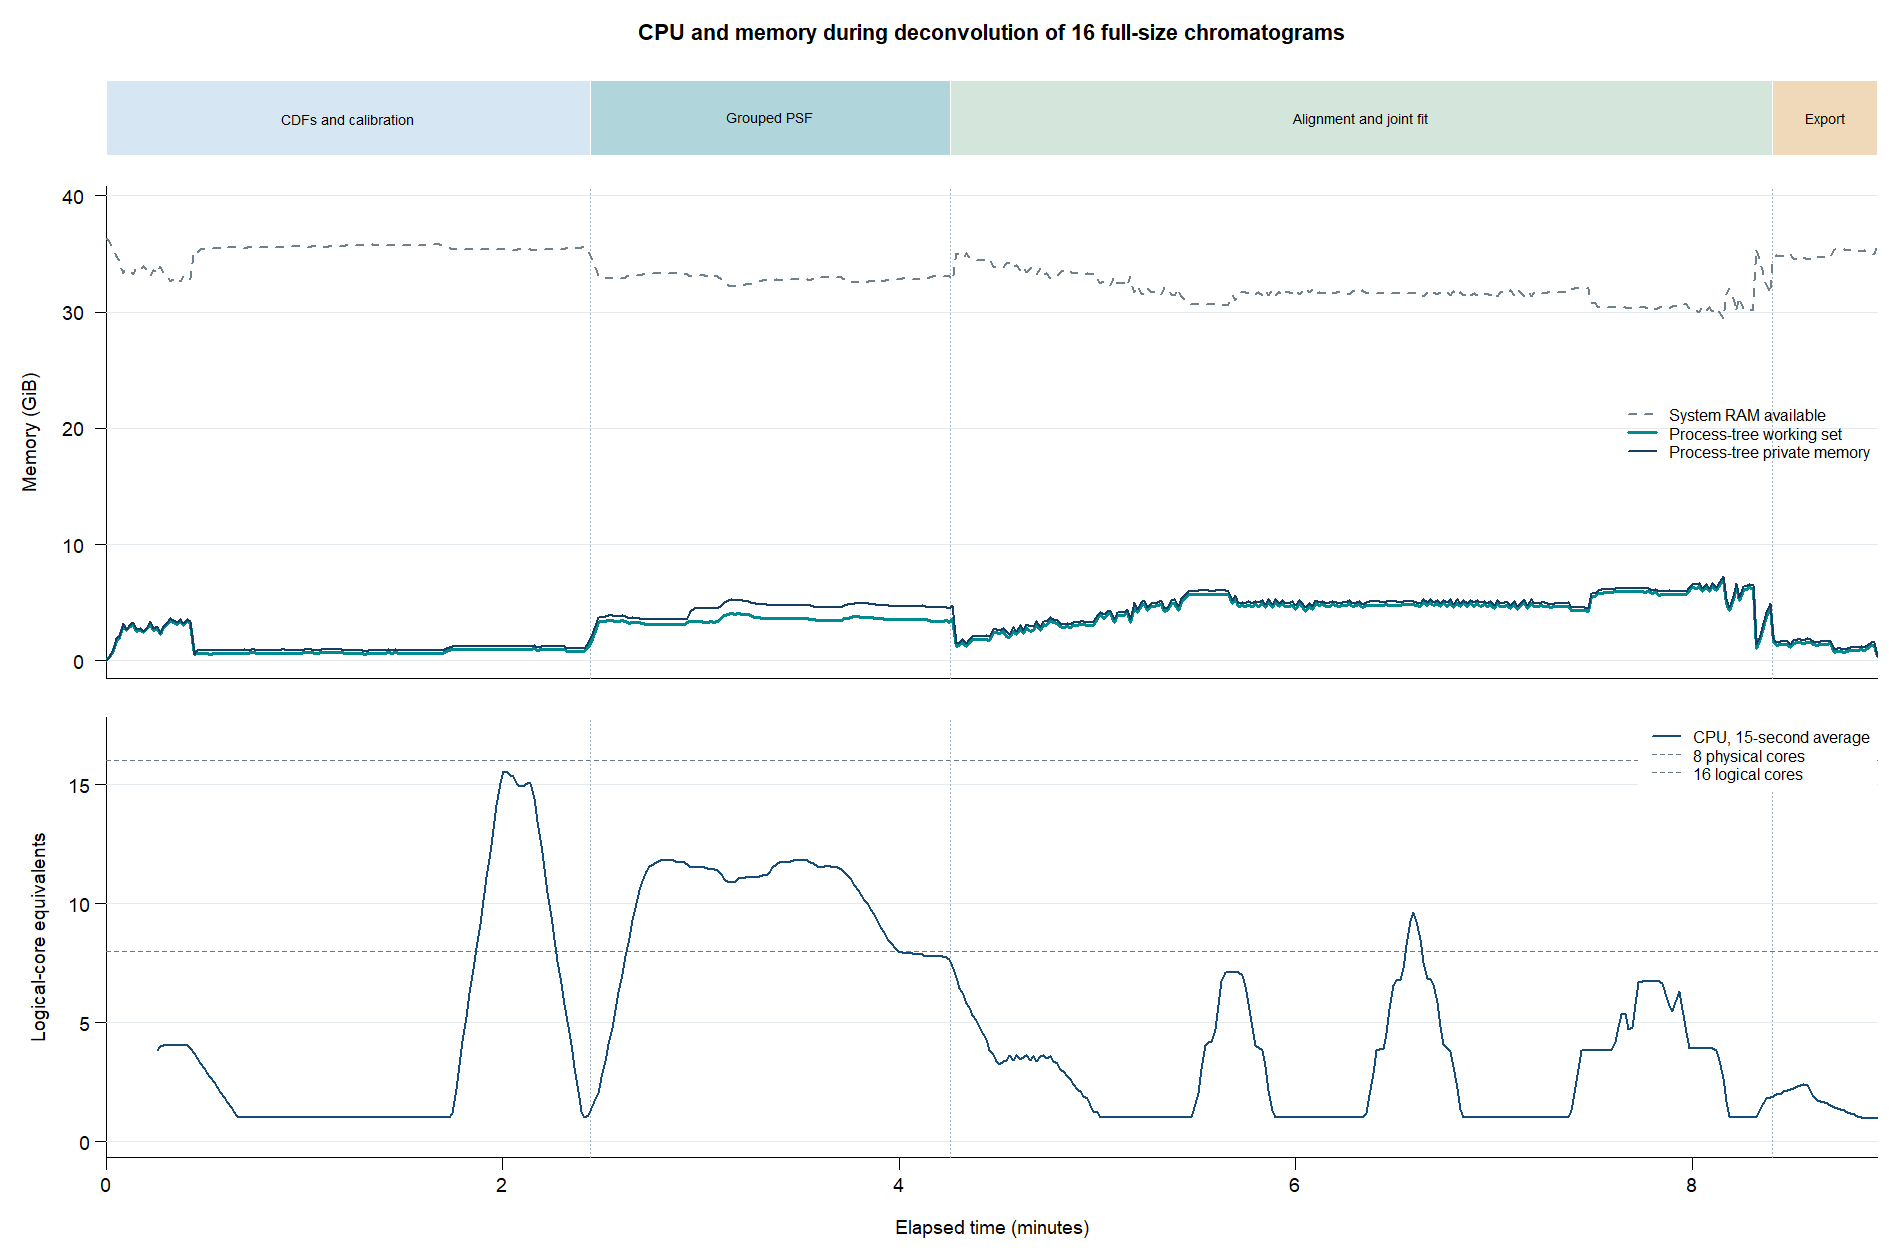 CPU and memory during deconvolution of 16 full-size chromatograms
CDFs and calibration
Grouped PSF
Alignment and joint fit
Export
Memory (GiB)
40
30
20
10
0
System RAM available
Process-tree working set
Process-tree private memory
Logical-core equivalents
15
10
5
0
CPU, 15-second average
8 physical cores
16 logical cores
0
2
4
6
8
Elapsed time (minutes)